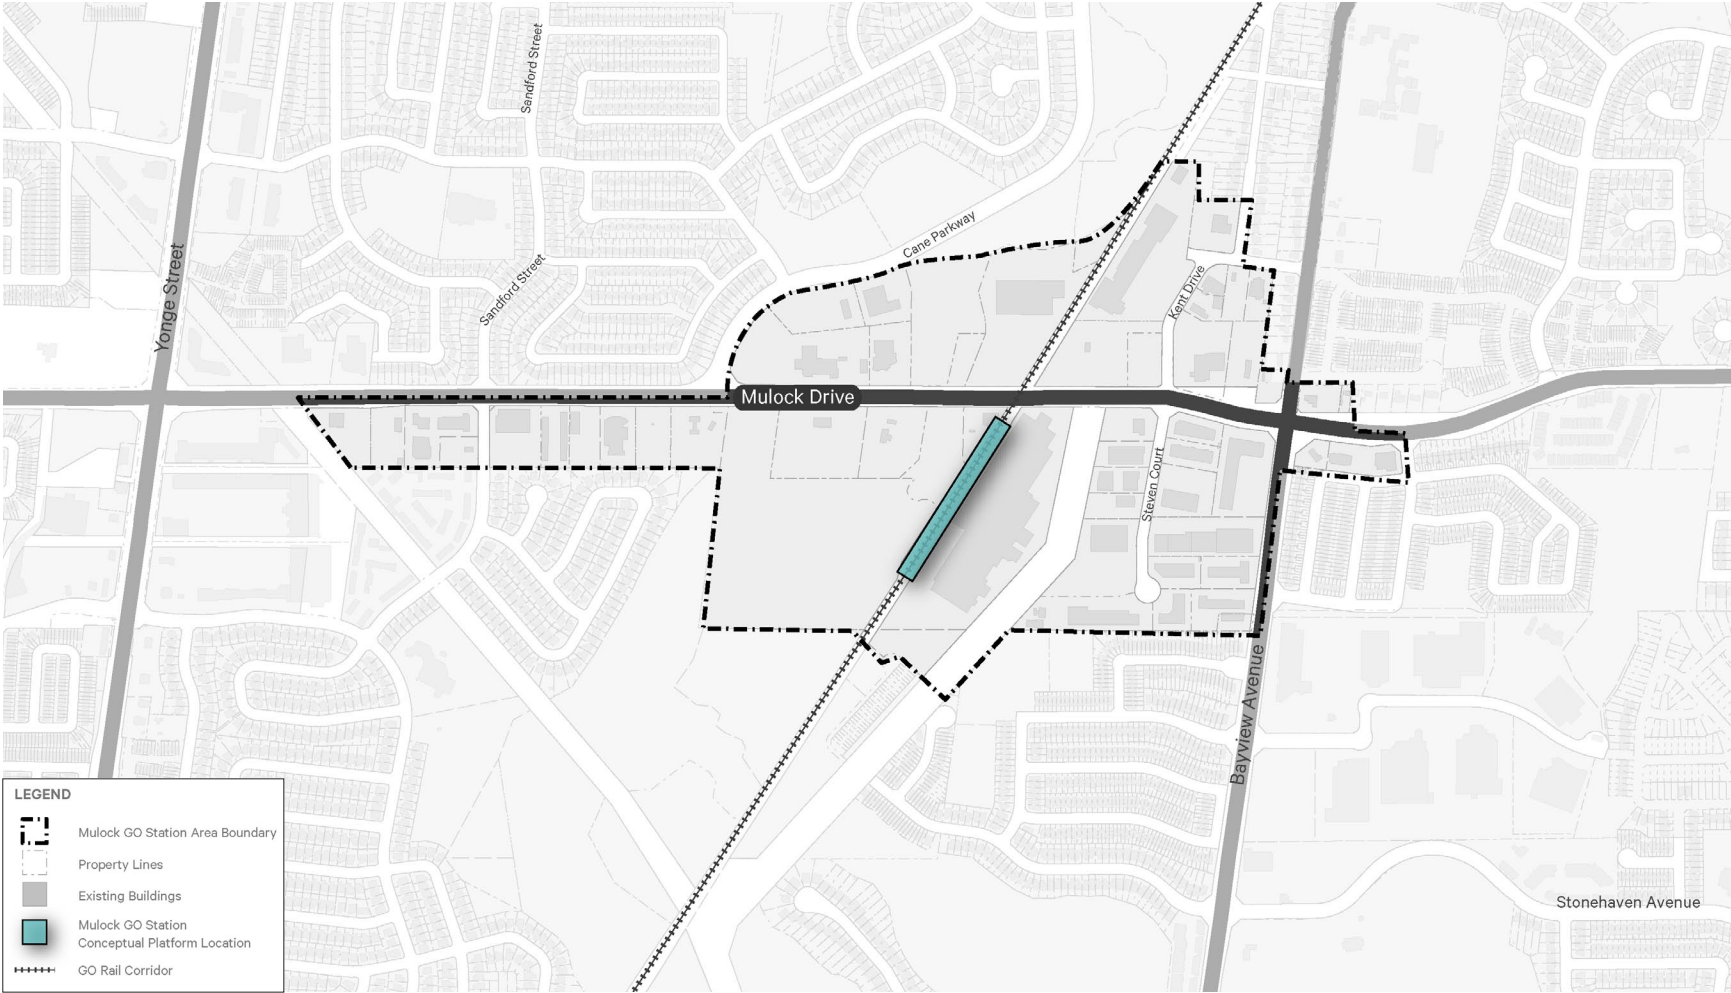 Sandford Street
Cane Parkway
Yonge Street
Sandford Street
Kent Drive
Mulock Drive
Steven Court
Bayview Avenue
Stonehaven Avenue
LEGEND
Mulock GO Station Area Boundary
Property Lines
Existing Buildings
Mulock GO Station
Conceptual Platform Location
GO Rail Corridor